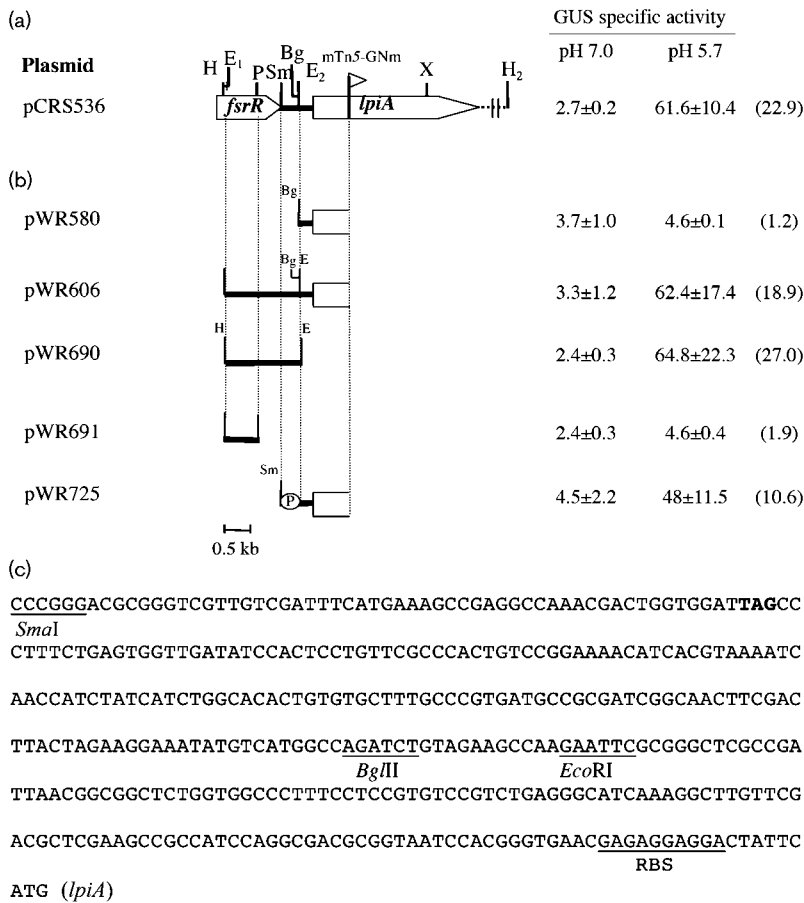 (a)
GUS specific activity
pH 7.0 pH 5.7
Plasmid
H E1 P Sm Bg E2 mTn5-GNm X H2
pCRS536 fsrR lpiA 2.7±0.2 61.6±10.4 (22.9)
(b)
Bg
pWR580 3.7±1.0 4.6±0.1 (1.2)
Bg E
pWR606 3.3±1.2 62.4±17.4 (18.9)
H E
pWR690 2.4±0.3 64.8±22.3 (27.0)
pWR691 2.4±0.3 4.6±0.4 (1.9)
Sm
pWR725 P 4.5±2.2 48±11.5 (10.6)
0.5 kb
(c)
CCCGGGACGCGGGTCGTTGTCGATTTCATGAAAGCCGAGGCCAAACGACTGGTGGATTAGCC
SmaI
CTTTCTGAGTGGTTGATATCCACTCCTGTTCGCCCACTGTCCGGAAAACATCACGTAAAATC
AACCATCTATCATCTGGCACACTGTGTGCTTTGCCCGTGATGCCGCGATCGGCAACTTCGAC
TTACTAGAAGGAAATATGTCATGGCCAGATCTGTAGAAGCCAAGAATTCGCGGGCTCGCCGA
BglII EcoRI
TTAACGGCGGCTCTGGTGGCCCTTTCCTCCGTGTCCGTCTGAGGGCATCAAAGGCTTGTTCG
ACGCTCGAAGCCGCCATCCAGGCGACGCGGTAATCCACGGGTGAACGAGAGGAGGACTATTC
RBS
ATG (lpiA)